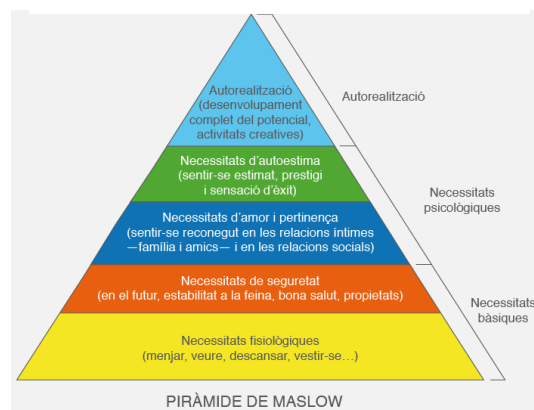 Autorealització
(desenvolupament
complet del potencial,
activitats creatives)
Autorealització
Necessitats d'autoestima
(sentir-se estimat, prestigi
i sensació d'èxit)
Necessitats
psicològiques
Necessitats d'amor i pertinença
(sentir-se reconegut en les relacions íntimes
—família i amics— i en les relacions socials)
Necessitats de seguretat
(en el futur, estabilitat a la feina, bona salut, propietats)
Necessitats
bàsiques
Necessitats fisiològiques
(menjar, veure, descansar, vestir-se…)
PIRÀMIDE DE MASLOW